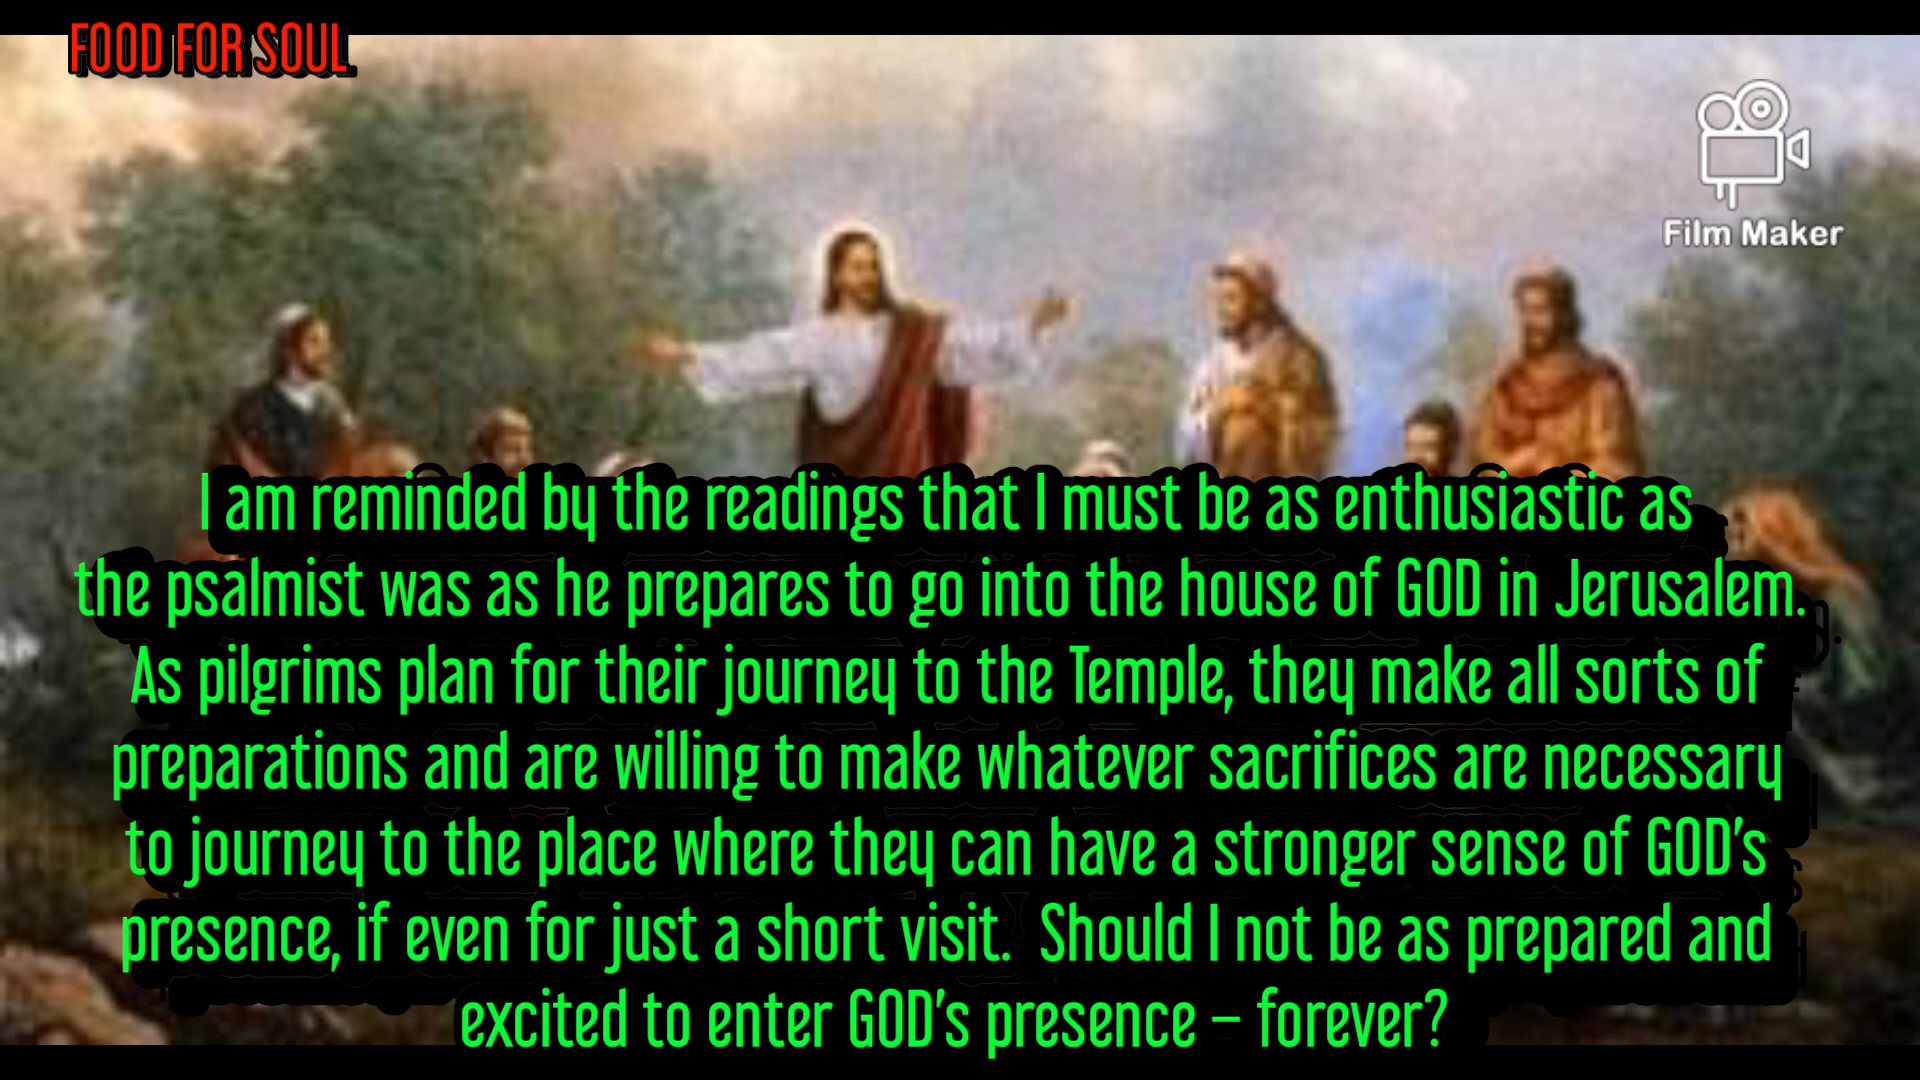 FOOD FOR SOUL.
Film Maker
I am reminded by the readings that I must be as enthusiastic as
the psalmist was as he prepares to go into the house of GOD in Jerusalem.
As pilgrims plan for their journey to the Temple, they make all sorts of
preparations and are willing to make whatever sacrifices are necessary
to journey to the place where they can have a stronger sense of GOD's
presence, if even for just a short visit.  Should I not be as prepared and
excited to enter GOD's presence – forever?